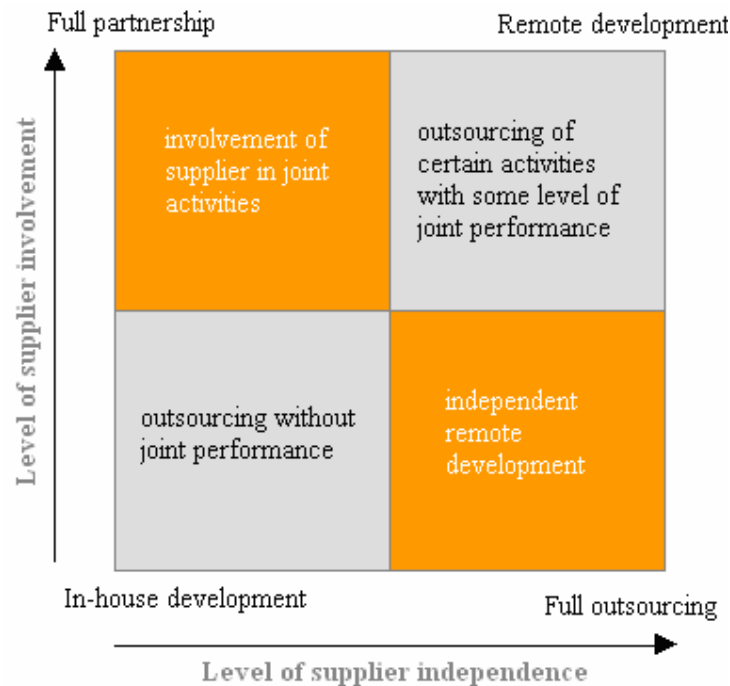 Full partnership
Remote development
involvement of
supplier in joint
activities
outsourcing of
certain activities
with some level of
joint performance
Level of supplier involvement
outsourcing without
joint performance
independent
remote
development
In-house development
Full outsourcing
Level of supplier independence